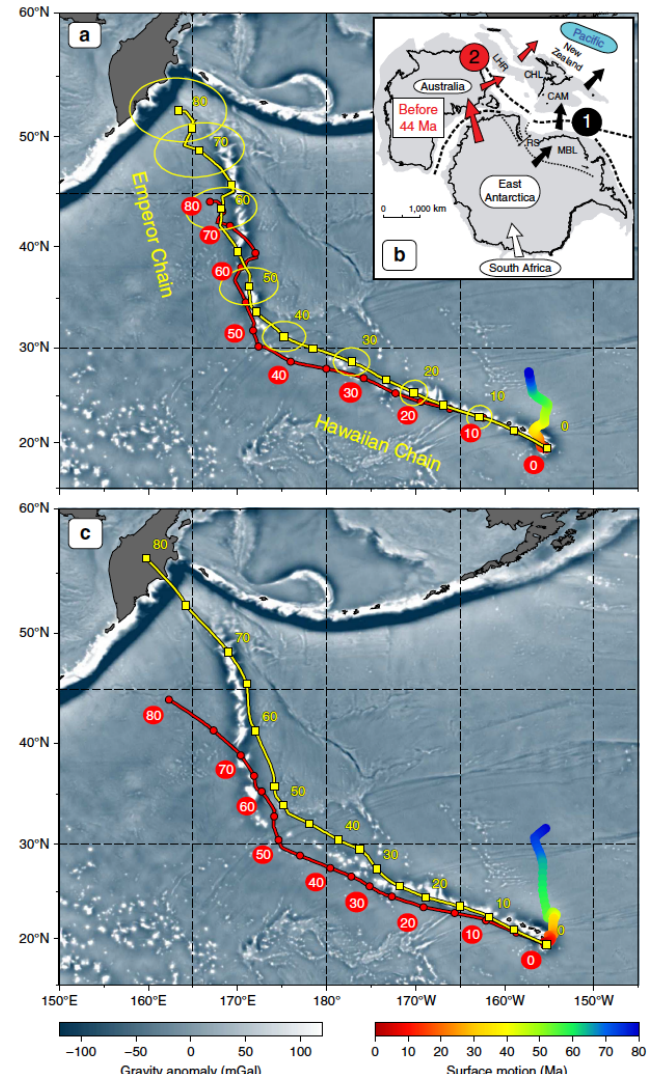 60°N
50°N
40°N
30°N
20°N
a
80
70
60
50
40
30
20
10
0
80
70
60
50
40
30
20
10
0
Emperor Chain
Hawaiian Chain
Pacific
New
Zealand
2
LHR
CHL
CAM
Australia
Before
44 Ma
1
RS
MBL
East
Antarctica
0 1,000 km
b
South Africa
c
60°N
50°N
40°N
30°N
20°N
80
70
60
50
40
30
20
10
0
80
70
60
50
40
30
20
10
0
150°E 160°E 170°E 180° 170°W 160°W 150°W
−100 −50 0 50 100
Gravity anomaly (mGal)
0 10 20 30 40 50 60 70 80
Surface motion (Ma)